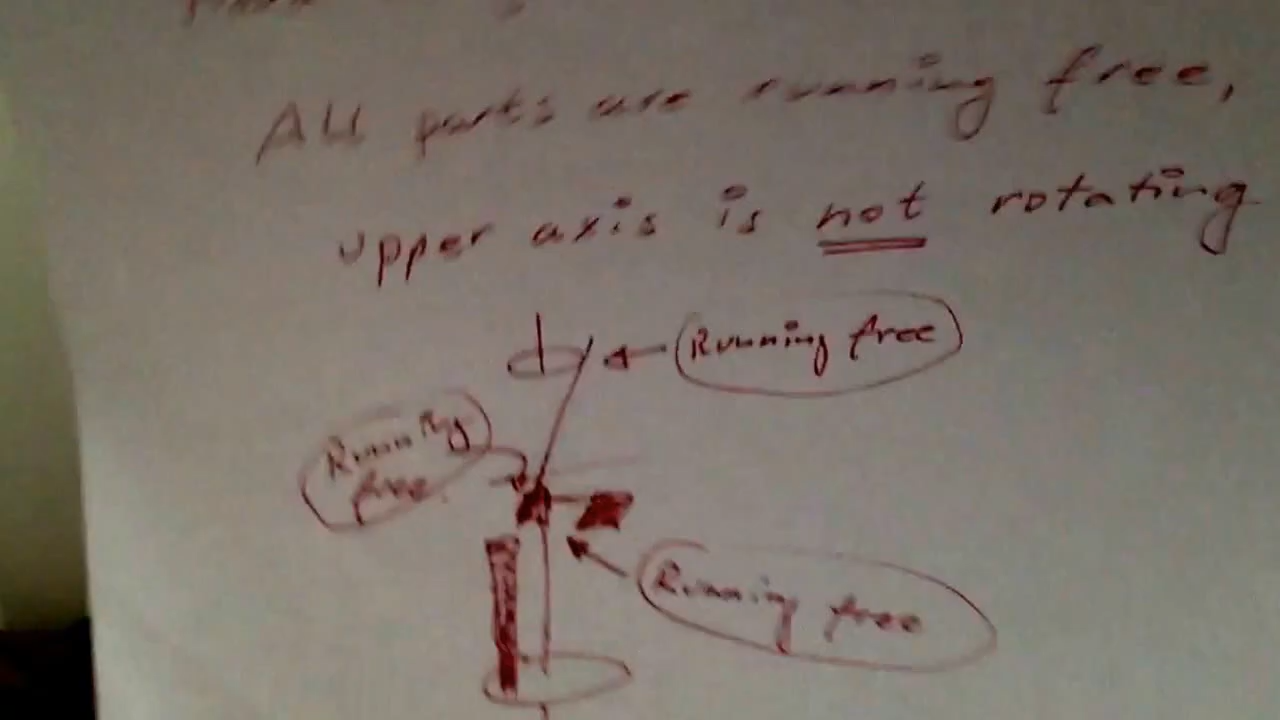 All parts are running free,
upper axis is not rotating
Running free
Running
free.
Running free